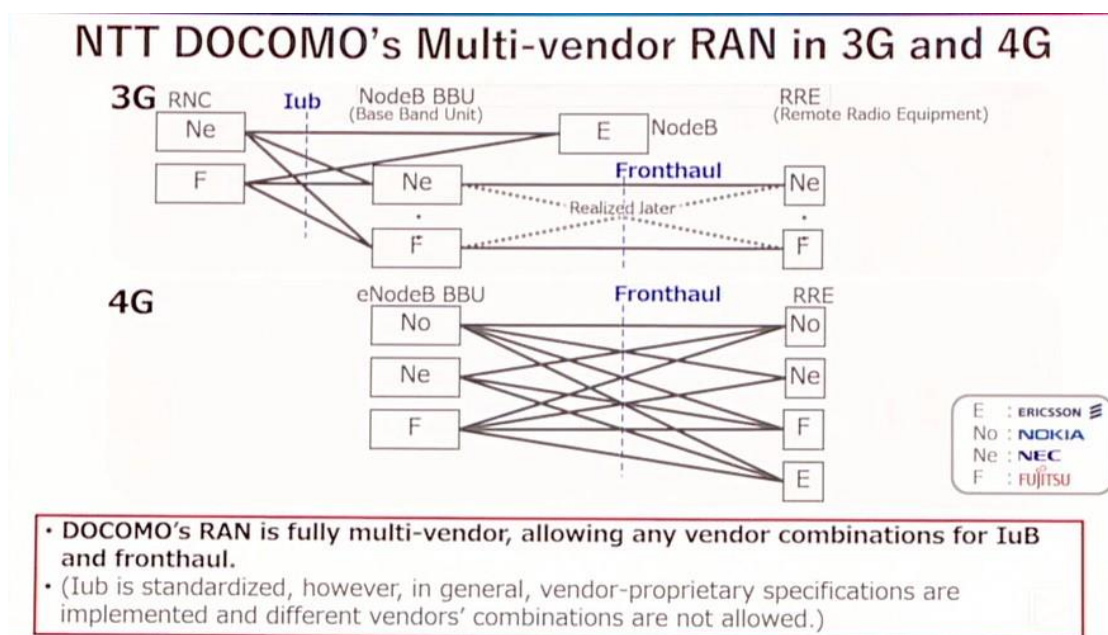 NTT DOCOMO's Multi-vendor RAN in 3G and 4G
3G RNC Iub NodeB BBU RRE
(Base Band Unit) (Remote Radio Equipment)
Ne E NodeB
F Ne Fronthaul Ne
Realized later
F F
4G eNodeB BBU Fronthaul RRE
No No
Ne Ne
F F
E
E : ERICSSON
No : NOKIA
Ne : NEC
F : FUJITSU
• DOCOMO's RAN is fully multi-vendor, allowing any vendor combinations for IuB
and fronthaul.
• (Iub is standardized, however, in general, vendor-proprietary specifications are
implemented and different vendors' combinations are not allowed.)